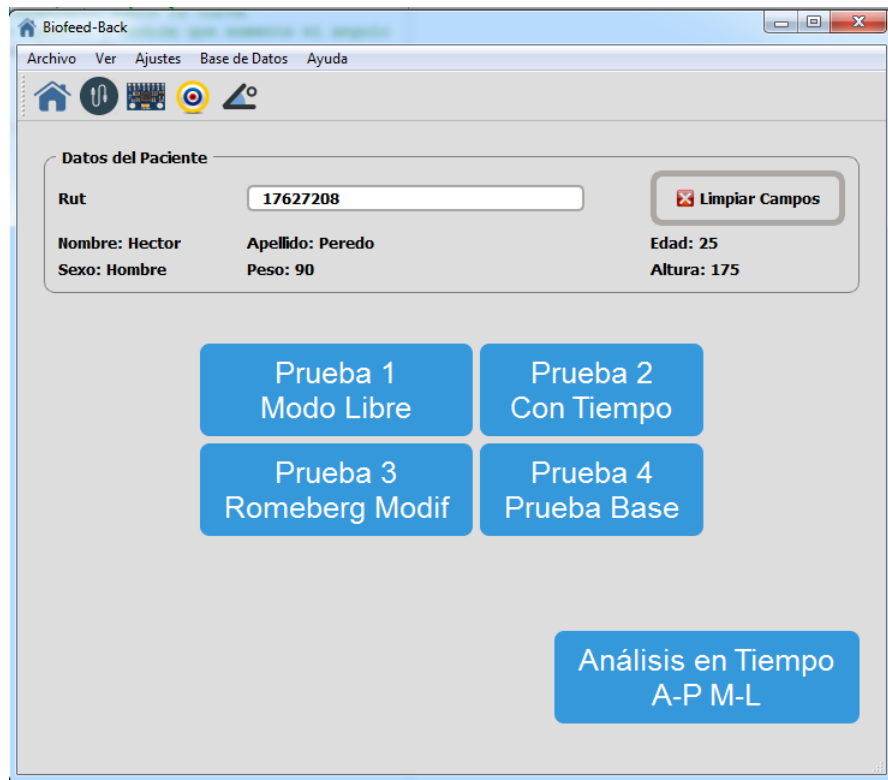 Biofeed-Back
Archivo Ver Ajustes Base de Datos Ayuda
Datos del Paciente
Rut 17627208 Limpiar Campos
Nombre: Hector Apellido: Peredo Edad: 25
Sexo: Hombre Peso: 90 Altura: 175
Prueba 1 Prueba 2
Modo Libre Con Tiempo
Prueba 3 Prueba 4
Romeberg Modif Prueba Base
Análisis en Tiempo
A-P M-L